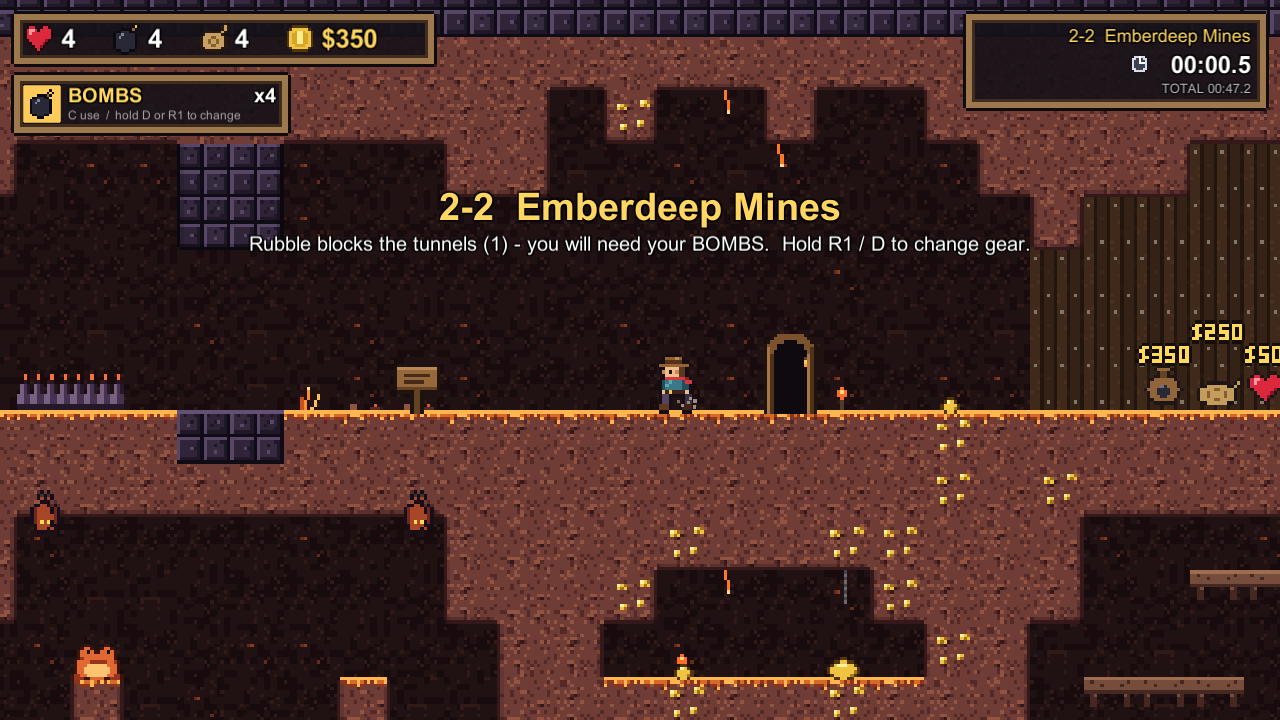 4 4 4 $350
BOMBS x4
C use / hold D or R1 to change
2-2 Emberdeep Mines
00:00.5
TOTAL 00:47.2
2-2 Emberdeep Mines
Rubble blocks the tunnels (1) - you will need your BOMBS. Hold R1 / D to change gear.
$250
$350